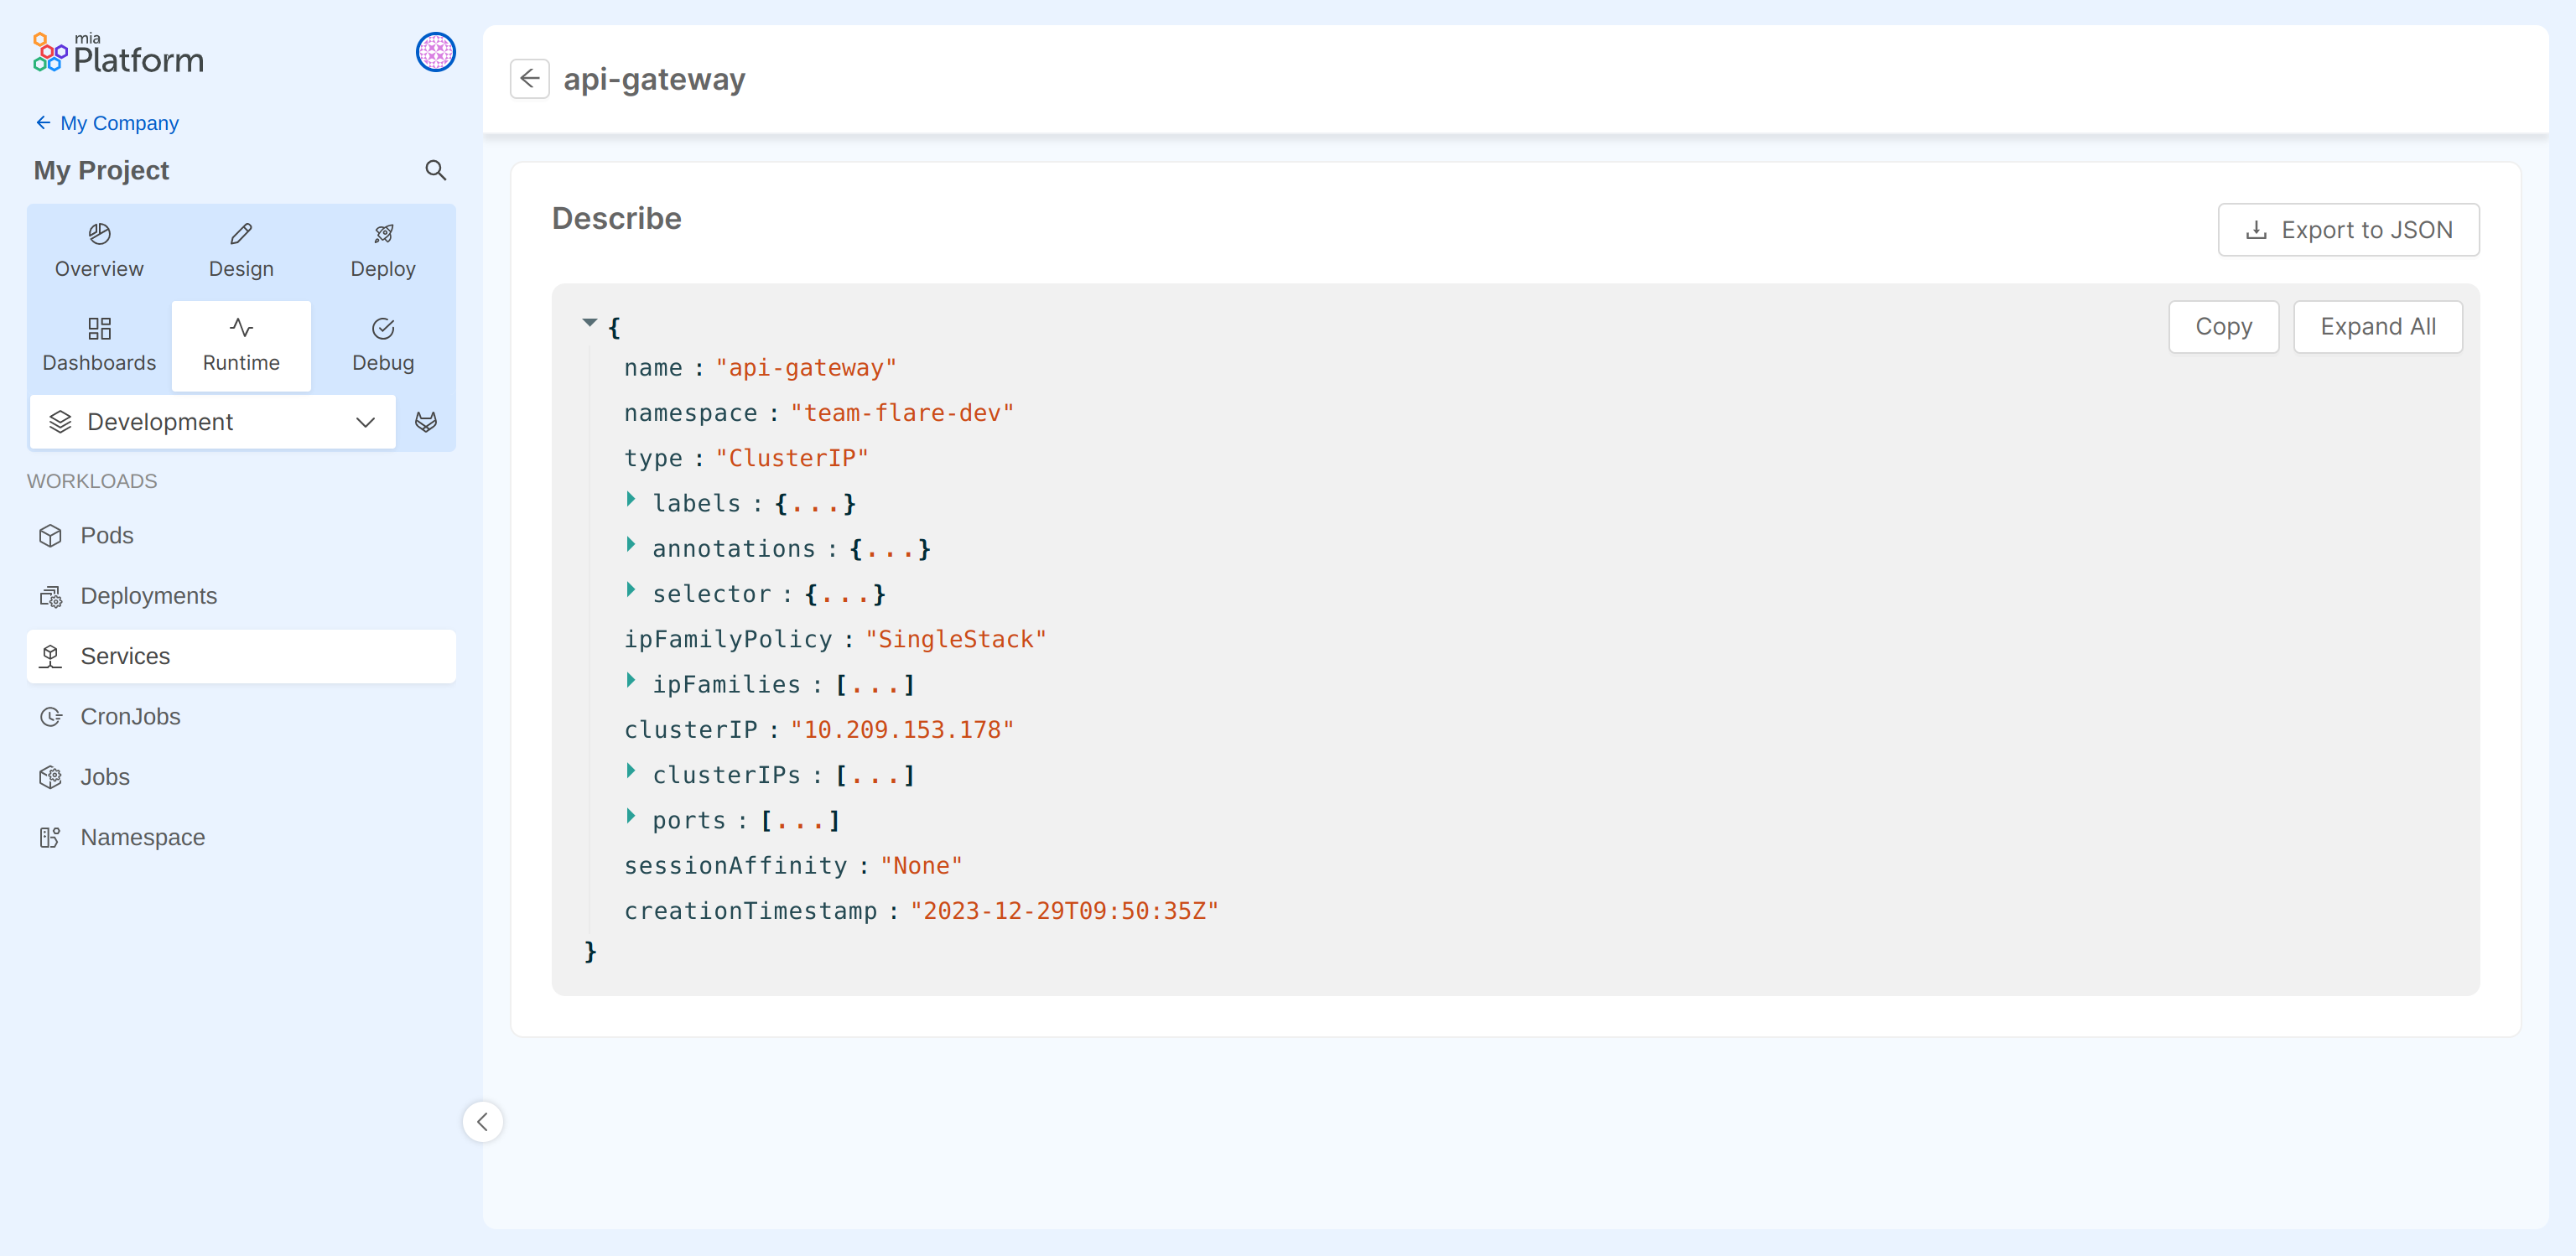 mia
Platform
My Company
My Project
Overview
Design
Deploy
Dashboards
Runtime
Debug
Development
WORKLOADS
Pods
Deployments
Services
CronJobs
Jobs
Namespace
api-gateway
Describe
Export to JSON
Copy
Expand All
{
name : "api-gateway"
namespace : "team-flare-dev"
type : "ClusterIP"
labels : {...}
annotations : {...}
selector : {...}
ipFamilyPolicy : "SingleStack"
ipFamilies : [...]
clusterIP : "10.209.153.178"
clusterIPs : [...]
ports : [...]
sessionAffinity : "None"
creationTimestamp : "2023-12-29T09:50:35Z"
}